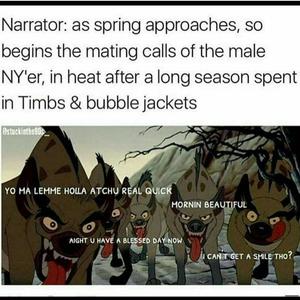 Narrator: as spring approaches, so
begins the mating calls of the male
NY'er, in heat after a long season spent
in Timbs & bubble jackets
YO MA LEMME HOLLA ATCHU REAL QUICK
MORNIN BEAUTIFUL
AIGHT U HAVE A BLESSED DAY NOW
I CAN'T GET A SMILE THO?